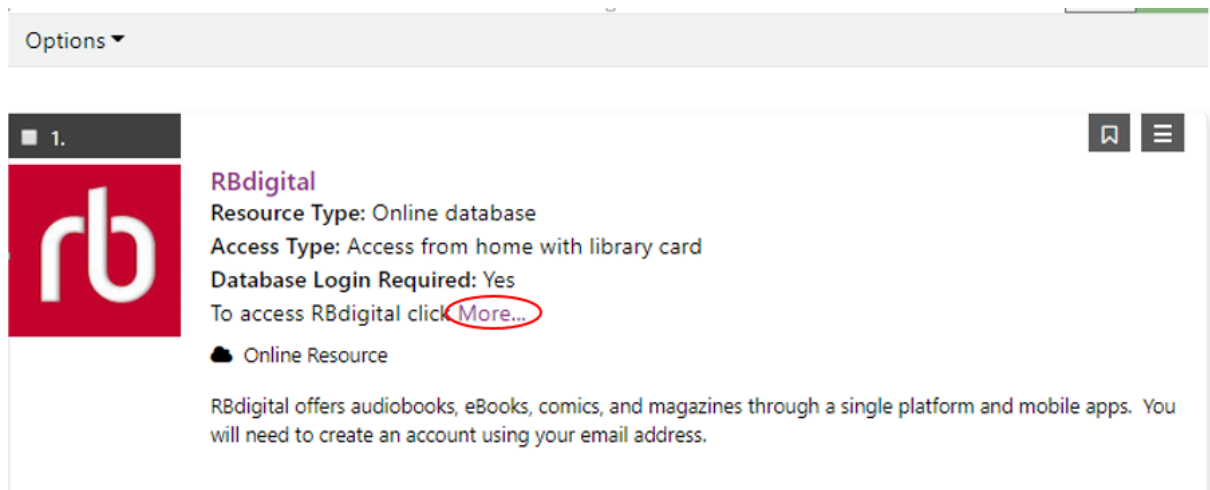 Options
1.
rb
RBdigital
Resource Type: Online database
Access Type: Access from home with library card
Database Login Required: Yes
To access RBdigital click More...
Online Resource
RBdigital offers audiobooks, eBooks, comics, and magazines through a single platform and mobile apps. You
will need to create an account using your email address.